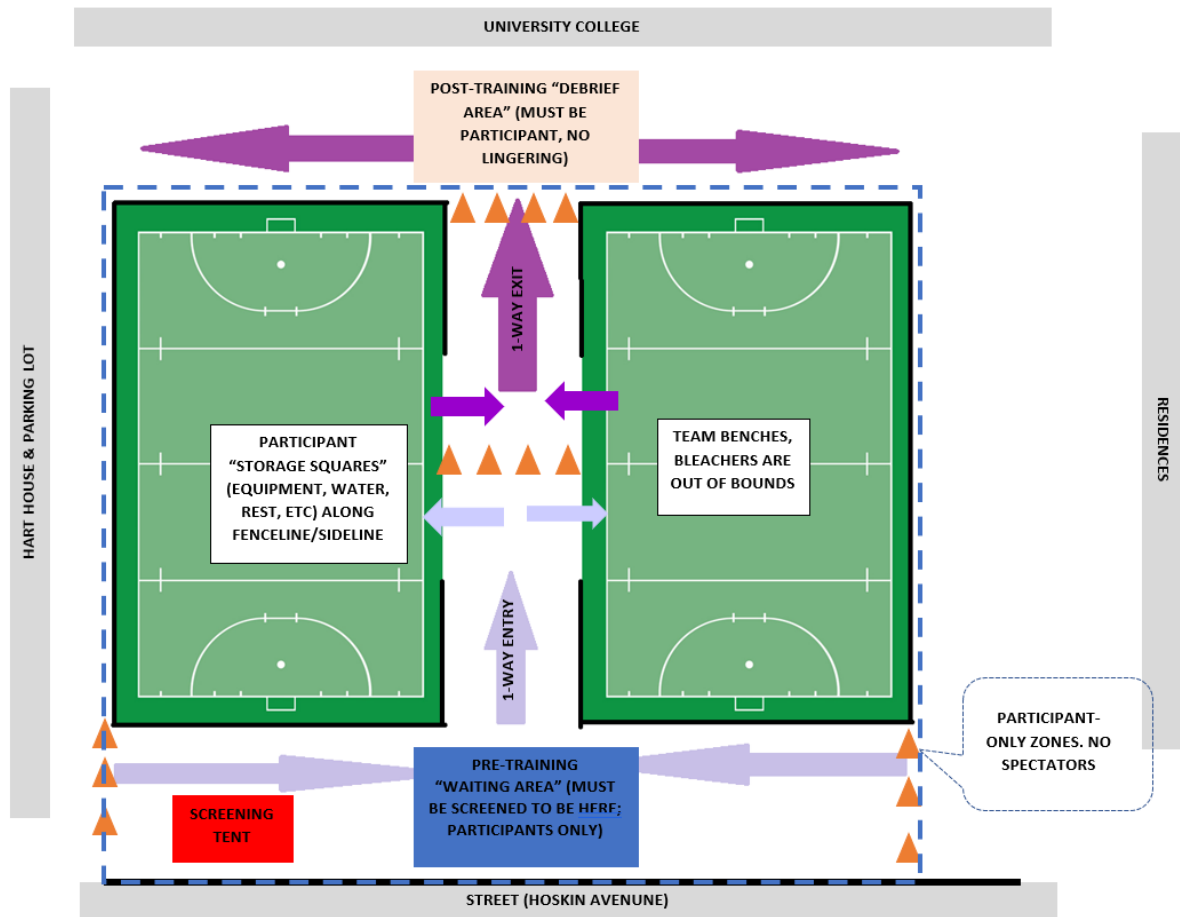 UNIVERSITY COLLEGE
POST-TRAINING “DEBRIEF
AREA” (MUST BE
PARTICIPANT, NO
LINGERING)
HART HOUSE & PARKING LOT
RESIDENCES
1-WAY EXIT
PARTICIPANT
“STORAGE SQUARES”
(EQUIPMENT, WATER,
REST, ETC) ALONG
FENCELINE/SIDELINE
TEAM BENCHES,
BLEACHERS ARE
OUT OF BOUNDS
1-WAY ENTRY
PARTICIPANT-
ONLY ZONES. NO
SPECTATORS
PRE-TRAINING
“WAITING AREA” (MUST
BE SCREENED TO BE HERE;
PARTICIPANTS ONLY)
SCREENING
TENT
STREET (HOSKIN AVENUNE)